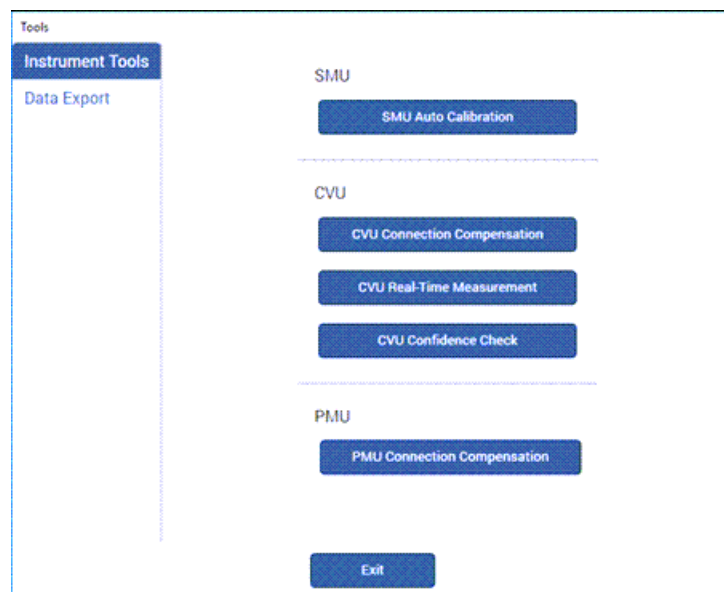 Tools
Instrument Tools
Data Export
SMU
SMU Auto Calibration
CVU
CVU Connection Compensation
CVU Real-Time Measurement
CVU Confidence Check
PMU
PMU Connection Compensation
Exit